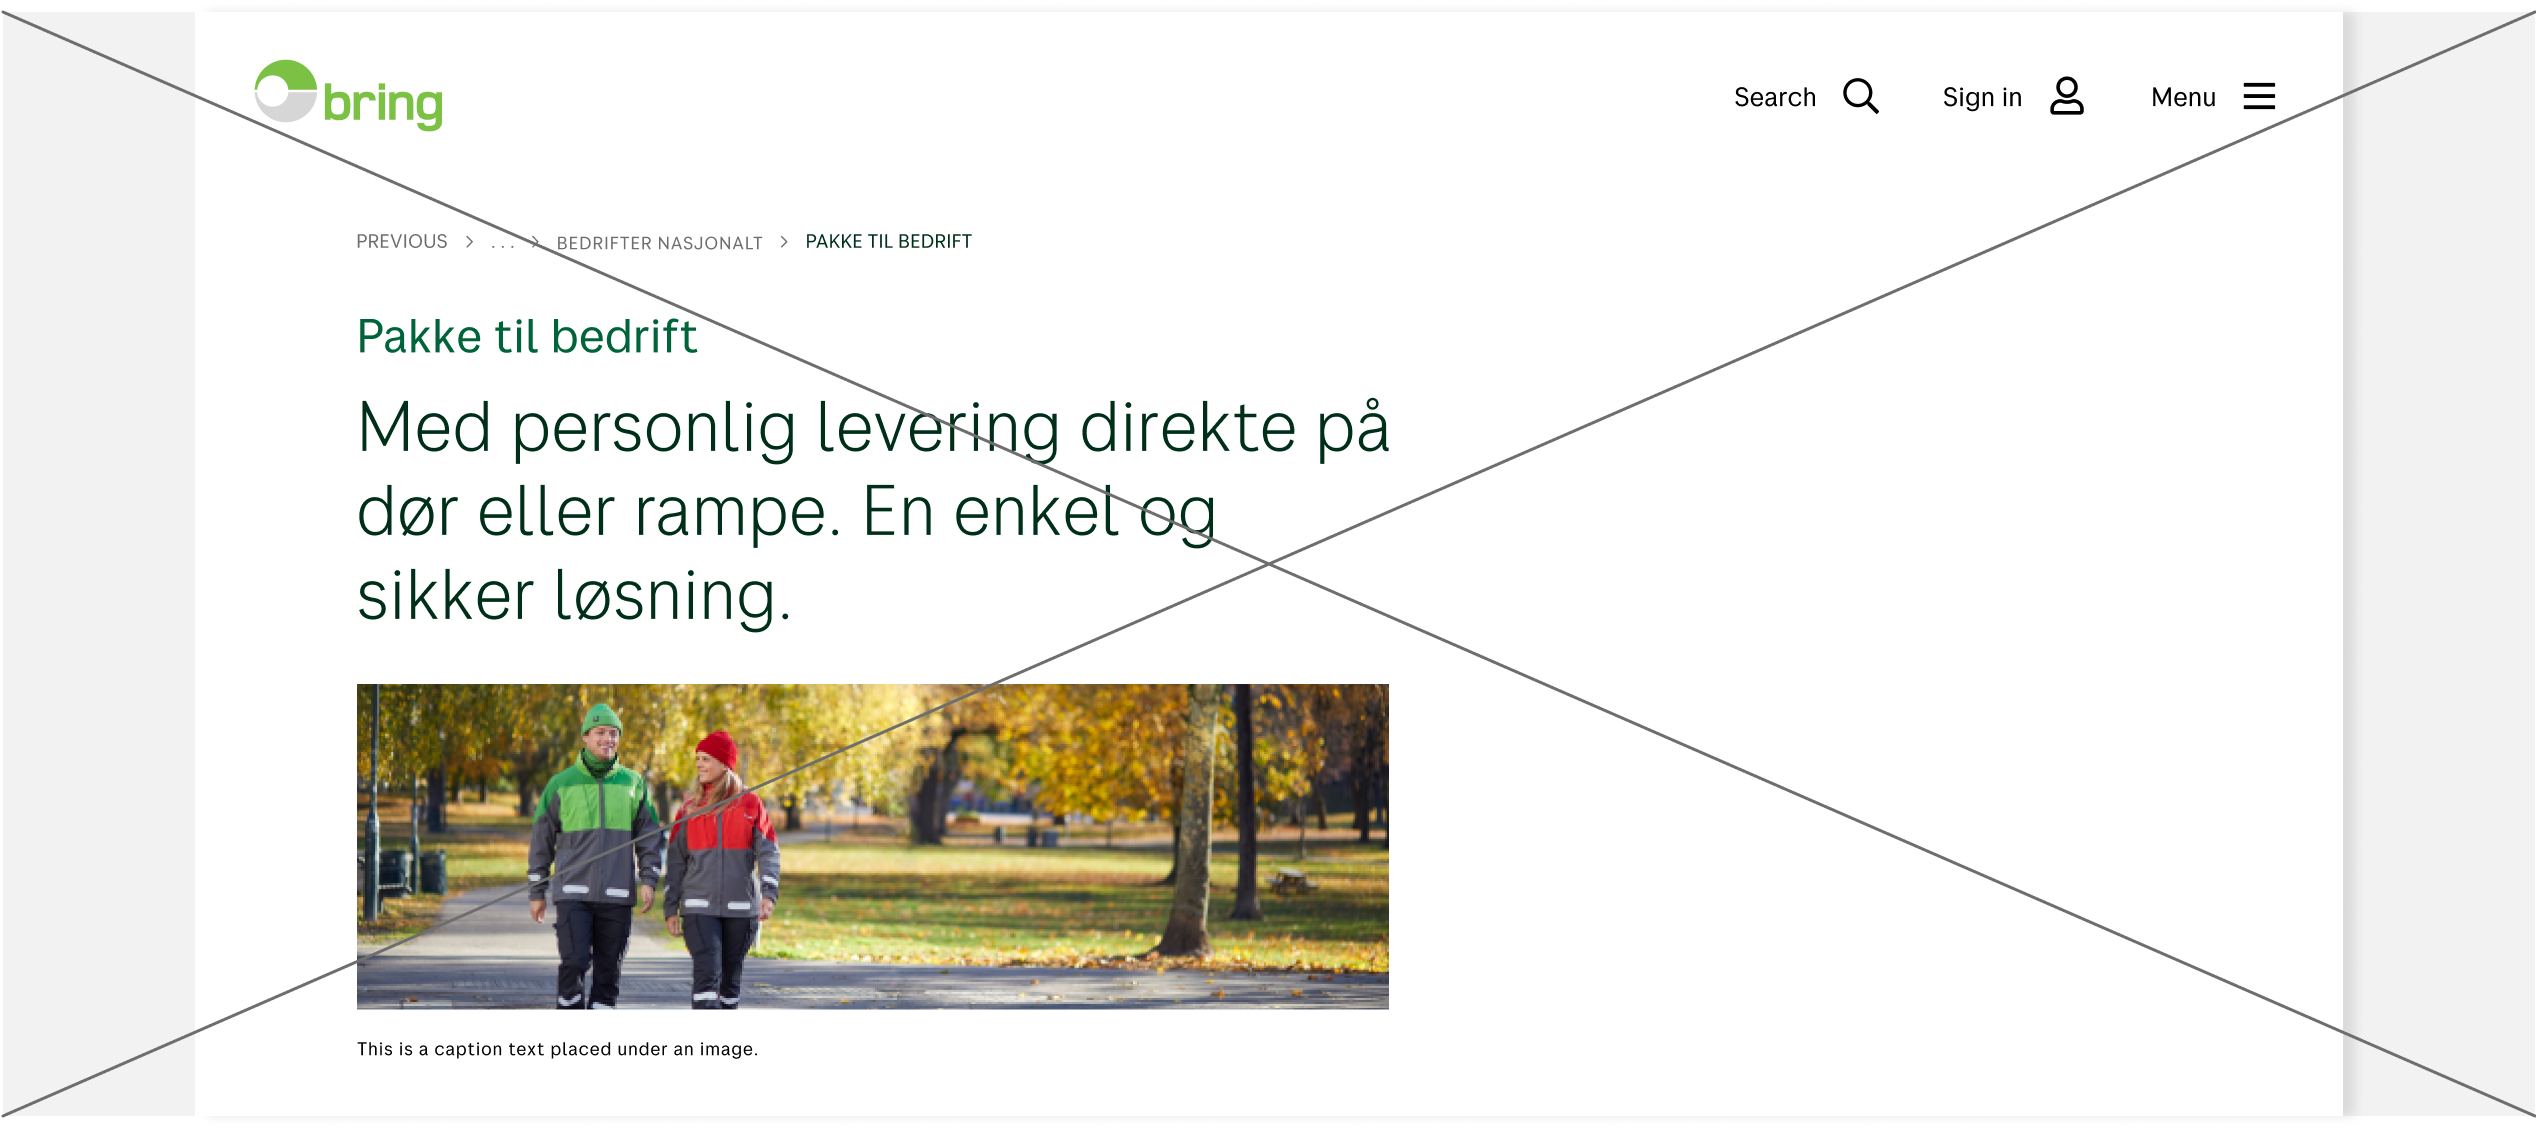 bring
Search Sign in Menu
PREVIOUS > ... > BEDRIFTER NASJONALT > PAKKE TIL BEDRIFT
Pakke til bedrift
Med personlig levering direkte på
dør eller rampe. En enkel og
sikker løsning.
This is a caption text placed under an image.